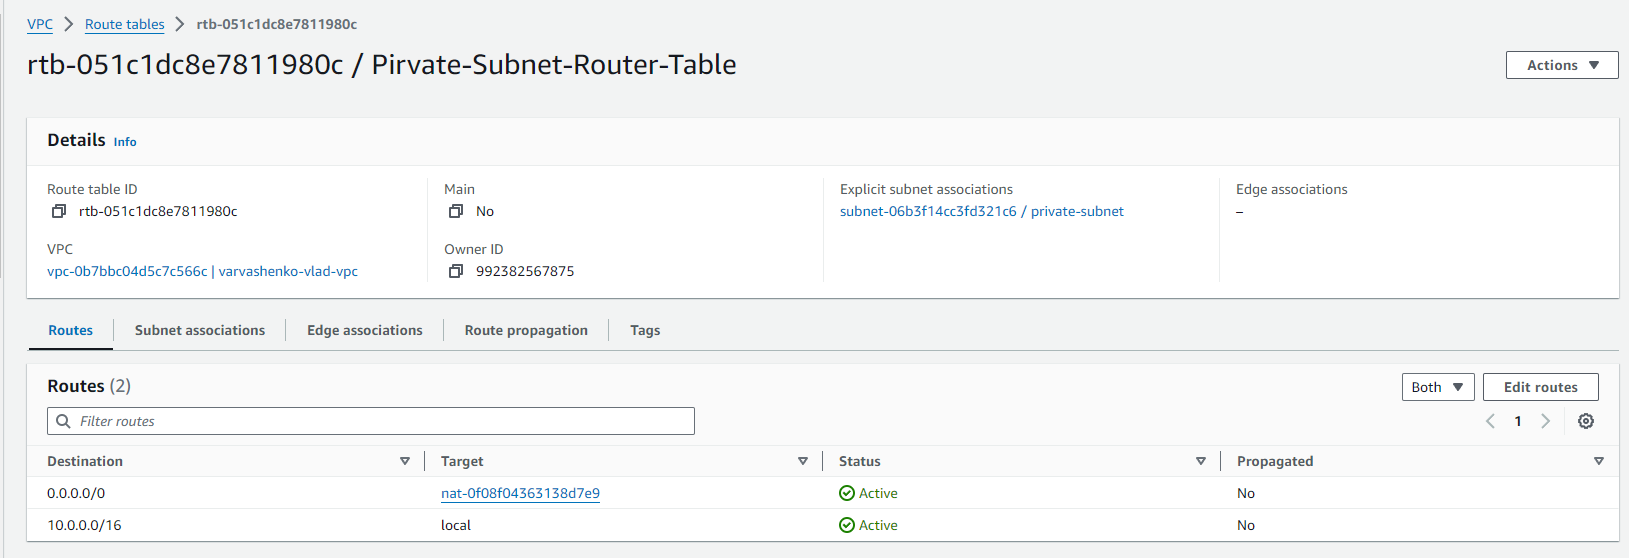 VPC > Route tables > rtb-051c1dc8e7811980c
rtb-051c1dc8e7811980c / Pirvate-Subnet-Router-Table
Actions
Details Info
Route table ID
rtb-051c1dc8e7811980c
Main
No
Explicit subnet associations
subnet-06b3f14cc3fd321c6 / private-subnet
Edge associations
–
VPC
vpc-0b7bbc04d5c7c566c | varvashenko-vlad-vpc
Owner ID
992382567875
Routes Subnet associations Edge associations Route propagation Tags
Routes (2)
Both Edit routes
Filter routes
1
Destination Target Status Propagated
0.0.0.0/0 nat-0f08f04363138d7e9 Active No
10.0.0.0/16 local Active No